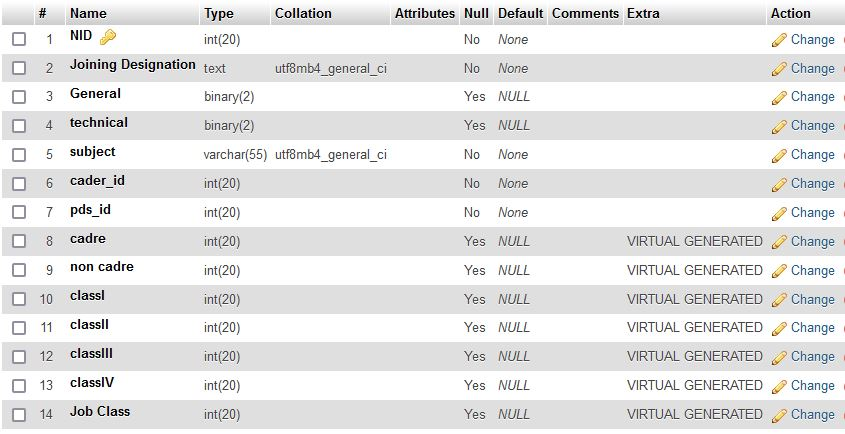 # Name Type Collation Attributes Null Default Comments Extra Action
1 NID int(20) No None Change
2 Joining Designation text utf8mb4_general_ci No None Change
3 General binary(2) Yes NULL Change
4 technical binary(2) Yes NULL Change
5 subject varchar(55) utf8mb4_general_ci No None Change
6 cader_id int(20) No None Change
7 pds_id int(20) No None Change
8 cadre int(20) Yes NULL VIRTUAL GENERATED Change
9 non cadre int(20) Yes NULL VIRTUAL GENERATED Change
10 classI int(20) Yes NULL VIRTUAL GENERATED Change
11 classII int(20) Yes NULL VIRTUAL GENERATED Change
12 classIII int(20) Yes NULL VIRTUAL GENERATED Change
13 classIV int(20) Yes NULL VIRTUAL GENERATED Change
14 Job Class int(20) Yes NULL VIRTUAL GENERATED Change